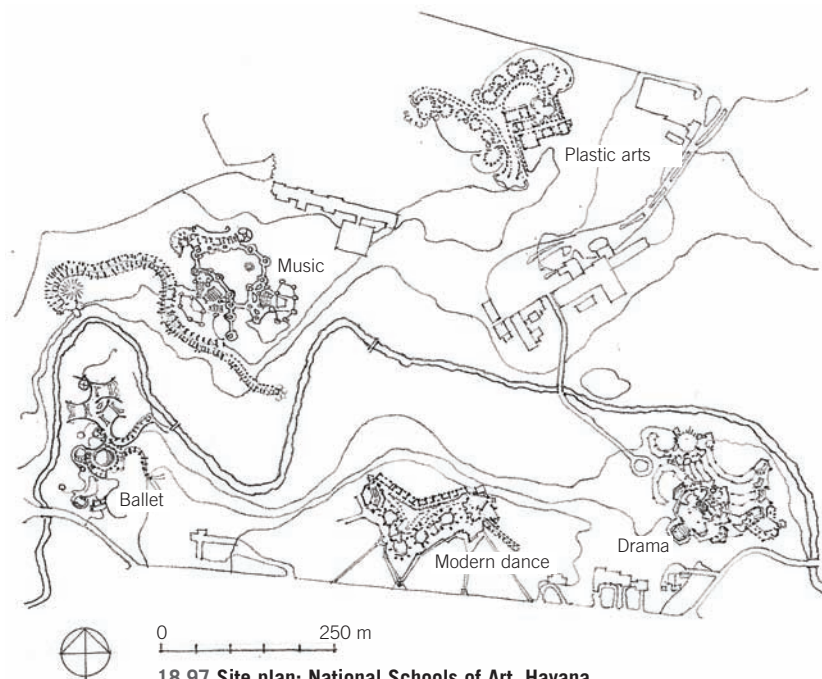 Plastic arts
Music
Ballet
Modern dance
Drama
0 250 m
18.97 Site plan: National Schools of Art, Havana